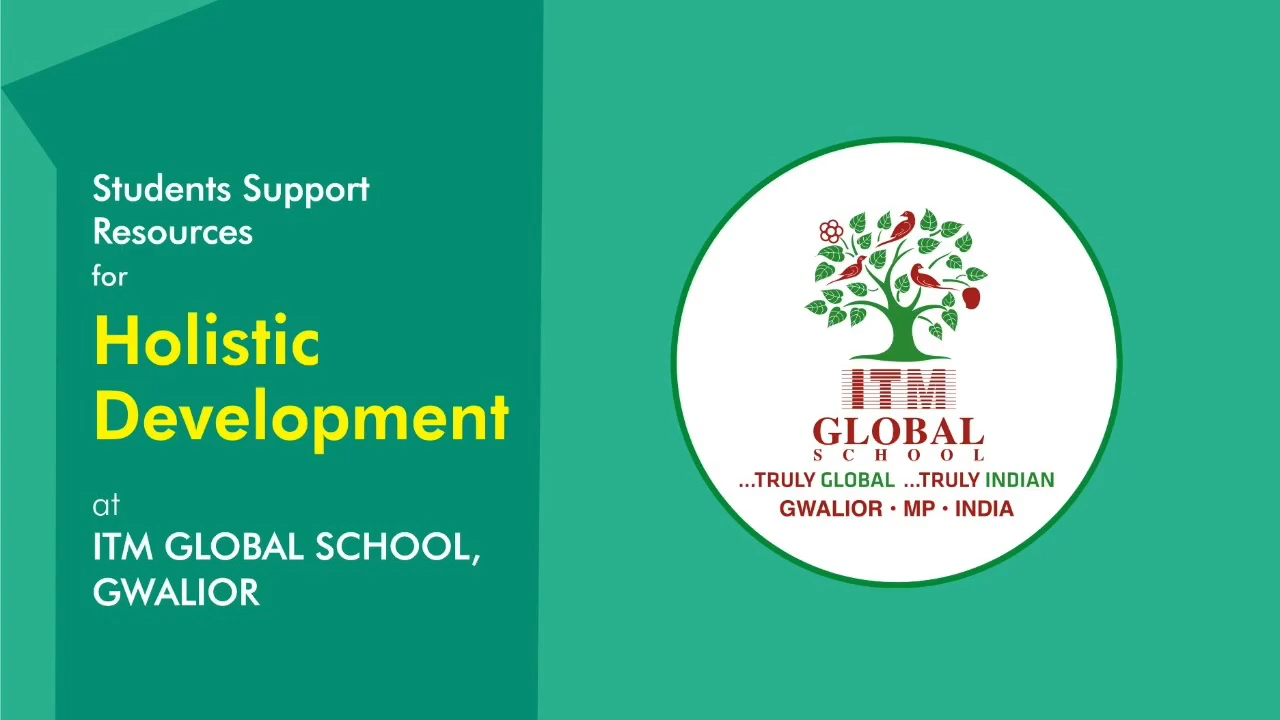 Students Support
Resources
for
Holistic
Development
at
ITM GLOBAL SCHOOL,
GWALIOR
ITM
GLOBAL
SCHOOL
...TRULY GLOBAL ...TRULY INDIAN
GWALIOR • MP • INDIA